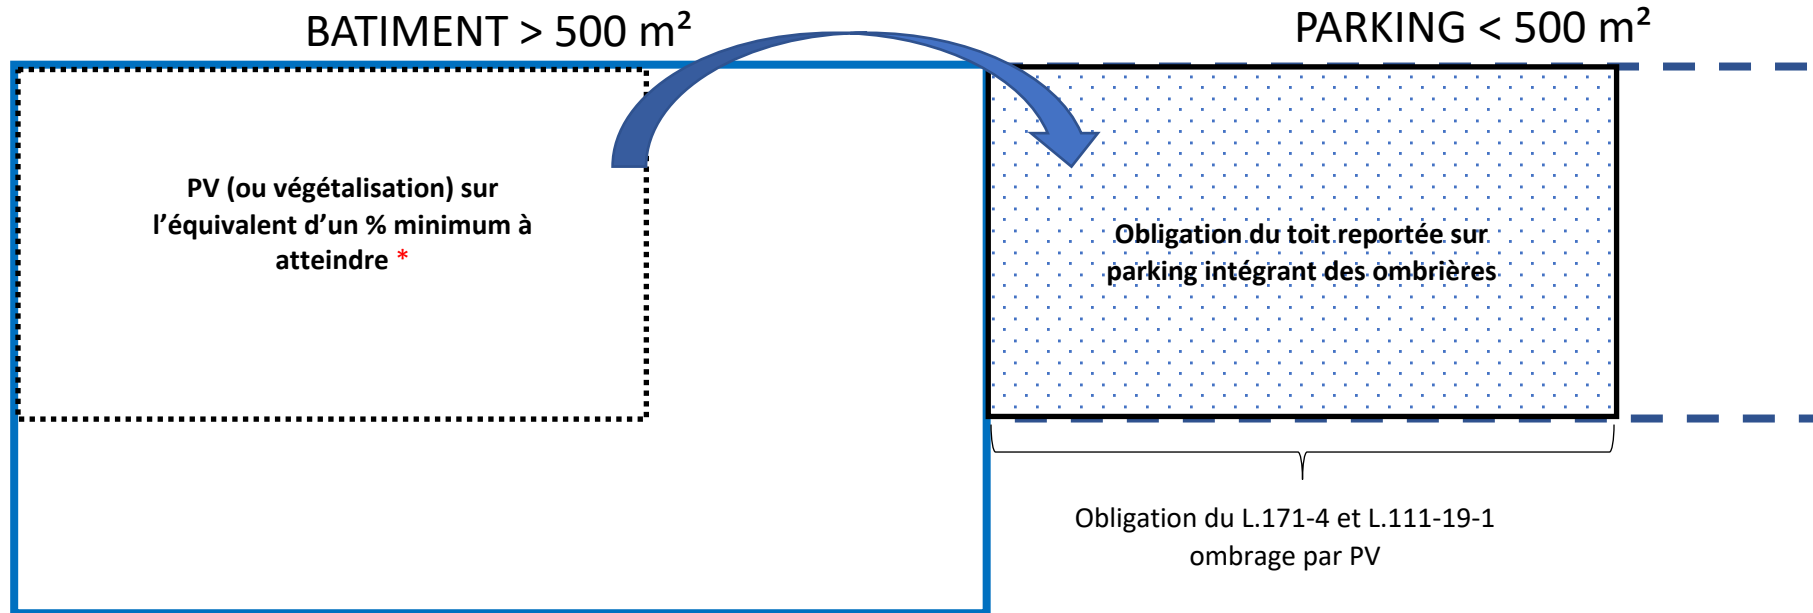 BATIMENT > 500 m²
PARKING < 500 m²
PV (ou végétalisation) sur
l’équivalent d’un % minimum à
atteindre *
Obligation du toit reportée sur
parking intégrant des ombrières
Obligation du L.171-4 et L.111-19-1
ombrage par PV